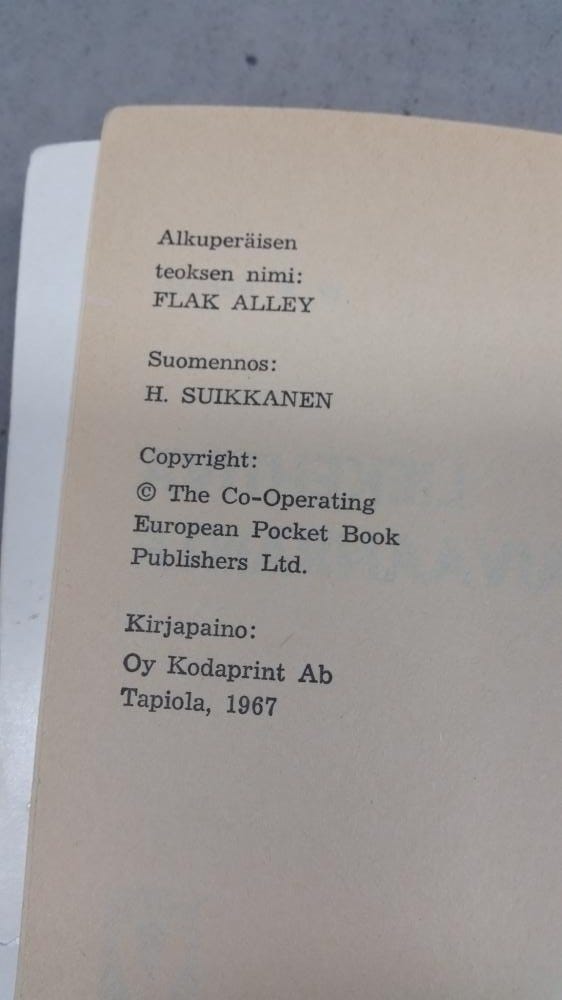 Alkuperäisen
teoksen nimi:
FLAK ALLEY
Suomennos:
H. SUIKKANEN
Copyright:
© The Co-Operating
European Pocket Book
Publishers Ltd.
Kirjapaino:
Oy Kodaprint Ab
Tapiola, 1967